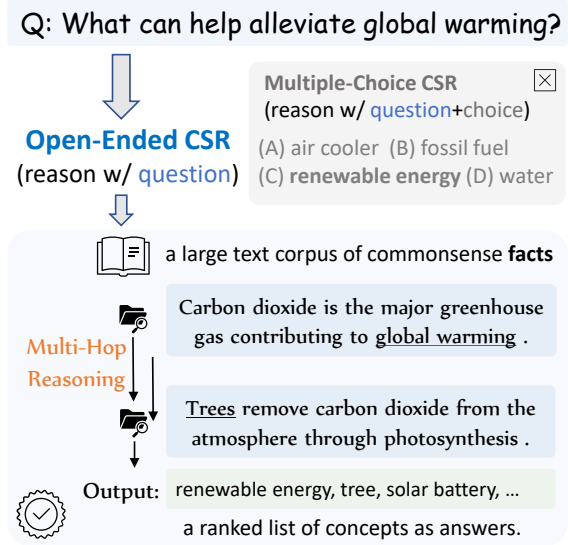 Q: What can help alleviate global warming?
Multiple-Choice CSR
(reason w/ question+choice)
(A) air cooler (B) fossil fuel
(C) renewable energy (D) water
Open-Ended CSR
(reason w/ question)
a large text corpus of commonsense facts
Carbon dioxide is the major greenhouse
gas contributing to global warming .
Multi-Hop
Reasoning
Trees remove carbon dioxide from the
atmosphere through photosynthesis .
Output: renewable energy, tree, solar battery, ...
a ranked list of concepts as answers.